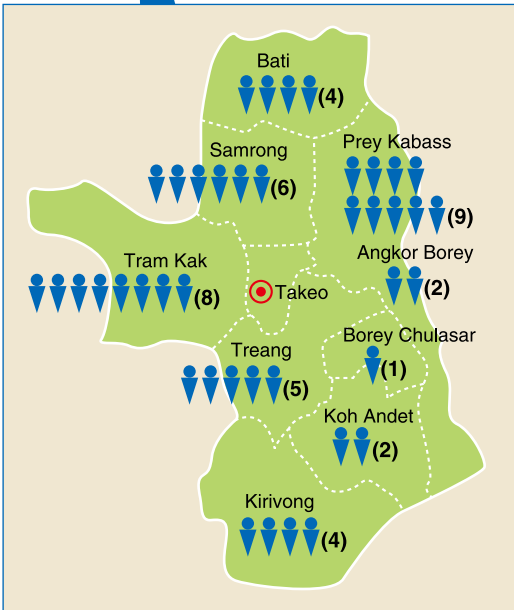 Bati
(4)
Samrong
(6)
Prey Kabass
(9)
Tram Kak
(8)
Takeo
Angkor Borey
(2)
Treang
(5)
Borey Chulasar
(1)
Koh Andet
(2)
Kirivong
(4)